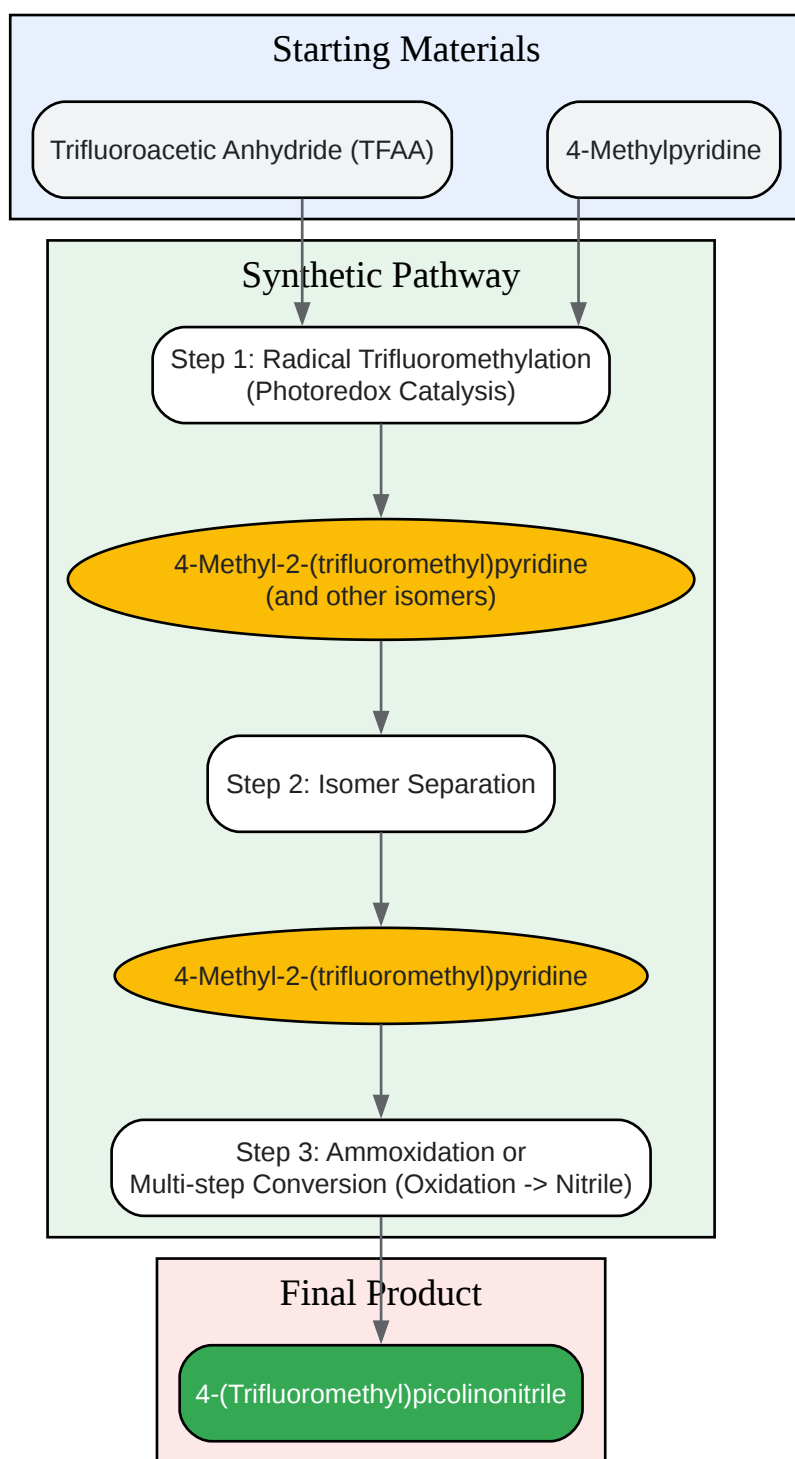 Starting Materials
Trifluoroacetic Anhydride (TFAA)
4-Methylpyridine
Synthetic Pathway
Step 1: Radical Trifluoromethylation
(Photoredox Catalysis)
4-Methyl-2-(trifluoromethyl)pyridine
(and other isomers)
Step 2: Isomer Separation
4-Methyl-2-(trifluoromethyl)pyridine
Step 3: Ammoxidation or
Multi-step Conversion (Oxidation -> Nitrile)
Final Product
4-(Trifluoromethyl)picolinonitrile